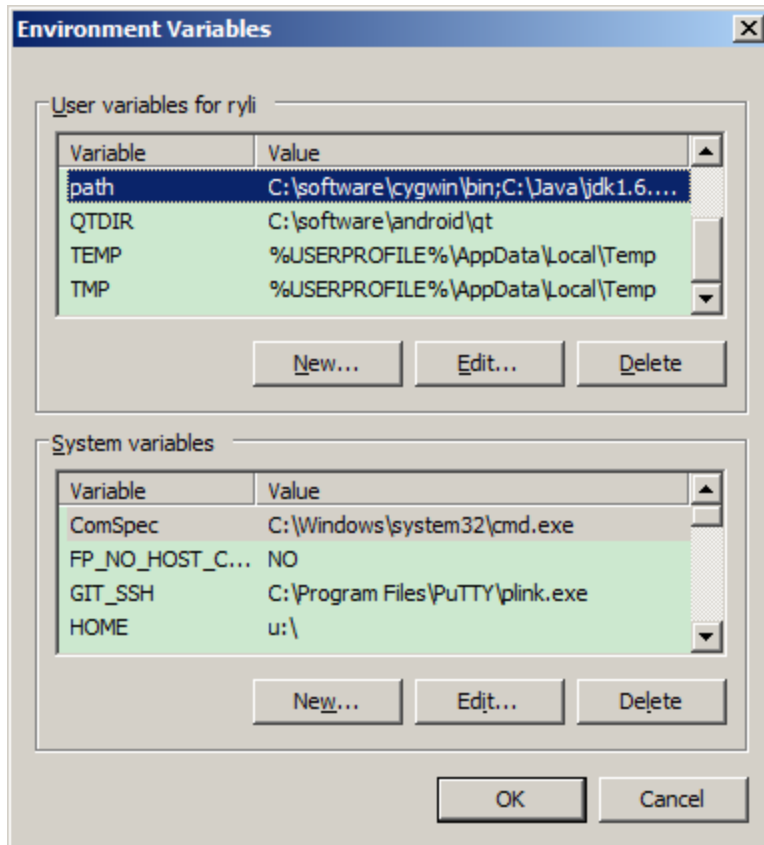 Environment Variables
User variables for ryli
Variable Value
path C:\software\cygwin\bin;C:\Java\jdk1.6....
QTDIR C:\software\android\qt
TEMP %USERPROFILE%\AppData\Local\Temp
TMP %USERPROFILE%\AppData\Local\Temp
New... Edit... Delete
System variables
Variable Value
ComSpec C:\Windows\system32\cmd.exe
FP_NO_HOST_C... NO
GIT_SSH C:\Program Files\PuTTY\plink.exe
HOME u:\
New... Edit... Delete
OK Cancel